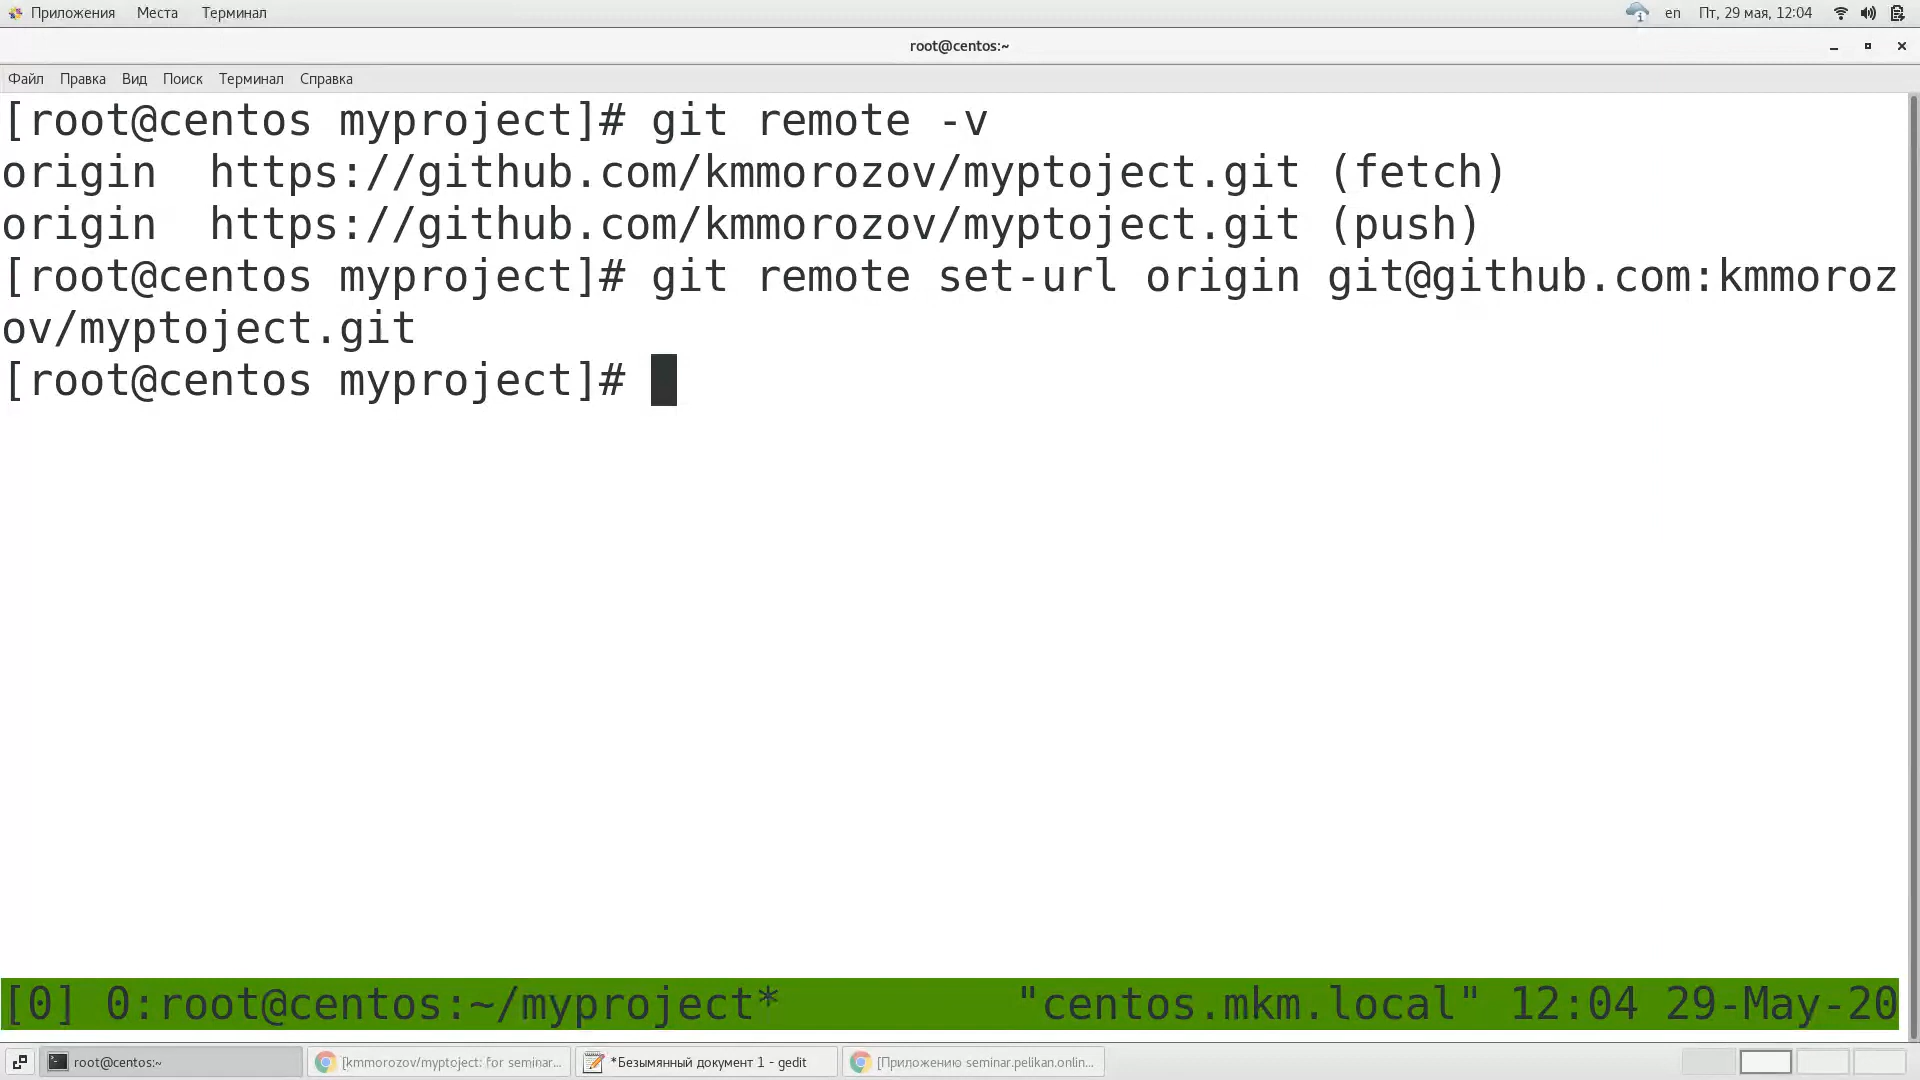 Приложения Места Терминал en Пт, 29 мая, 12:04
root@centos:~
Файл Правка Вид Поиск Терминал Справка
[root@centos myproject]# git remote -v
origin  https://github.com/kmmorozov/myptoject.git (fetch)
origin  https://github.com/kmmorozov/myptoject.git (push)
[root@centos myproject]# git remote set-url origin git@github.com:kmmoroz
ov/myptoject.git
[root@centos myproject]#
[0] 0:root@centos:~/myproject* "centos.mkm.local" 12:04 29-May-20
root@centos:~ [kmmorozov/myptoject: for seminar... *Безымянный документ 1 - gedit [Приложению seminar.pelikan.onlin...